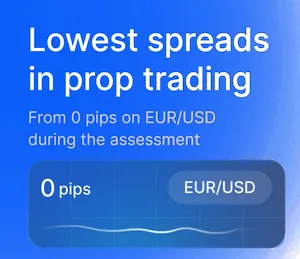 Lowest spreads
in prop trading
From 0 pips on EUR/USD
during the assessment
0 pips EUR/USD